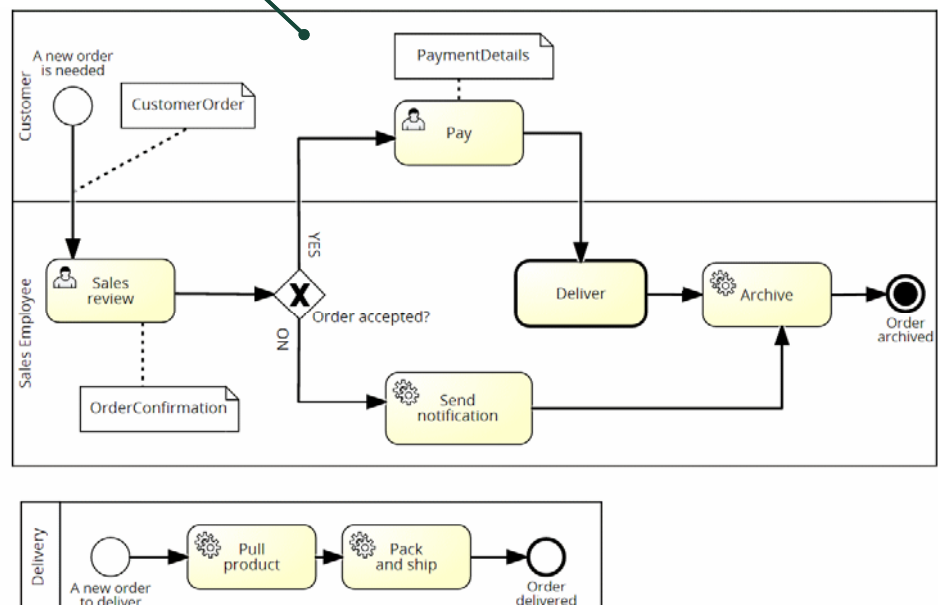 Customer
A new order
is needed
CustomerOrder
PaymentDetails
Pay
YES
Sales Employee
Sales
review
Order accepted?
Deliver
Archive
Order
archived
NO
OrderConfirmation
Send
notification
Delivery
A new order
to deliver
Pull
product
Pack
and ship
Order
delivered